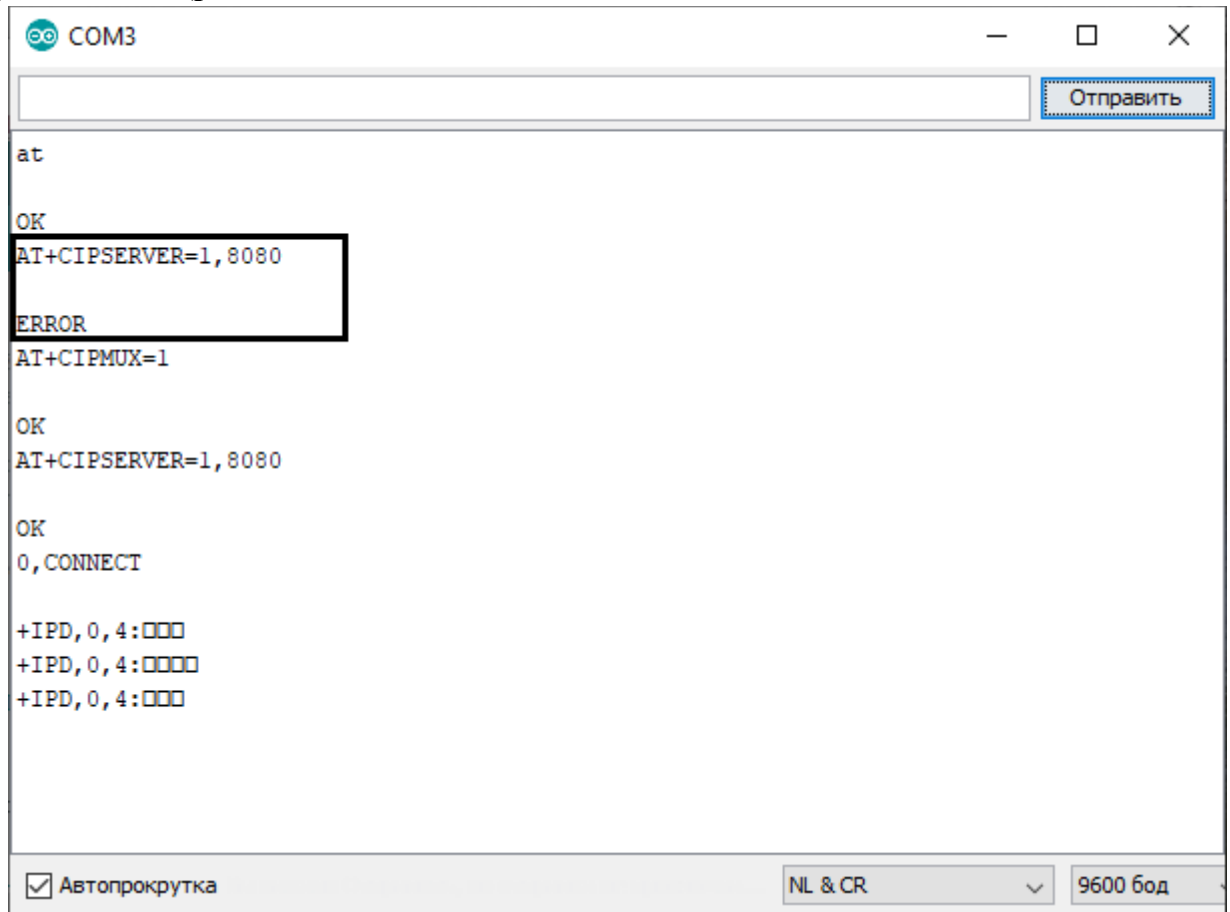 COM3
Отправить
at
OK
AT+CIPSERVER=1,8080
ERROR
AT+CIPMUX=1
OK
AT+CIPSERVER=1,8080
OK
0,CONNECT
+IPD,0,4:□□□
+IPD,0,4:□□□□
+IPD,0,4:□□□
Автопрокрутка
NL & CR
9600 бод